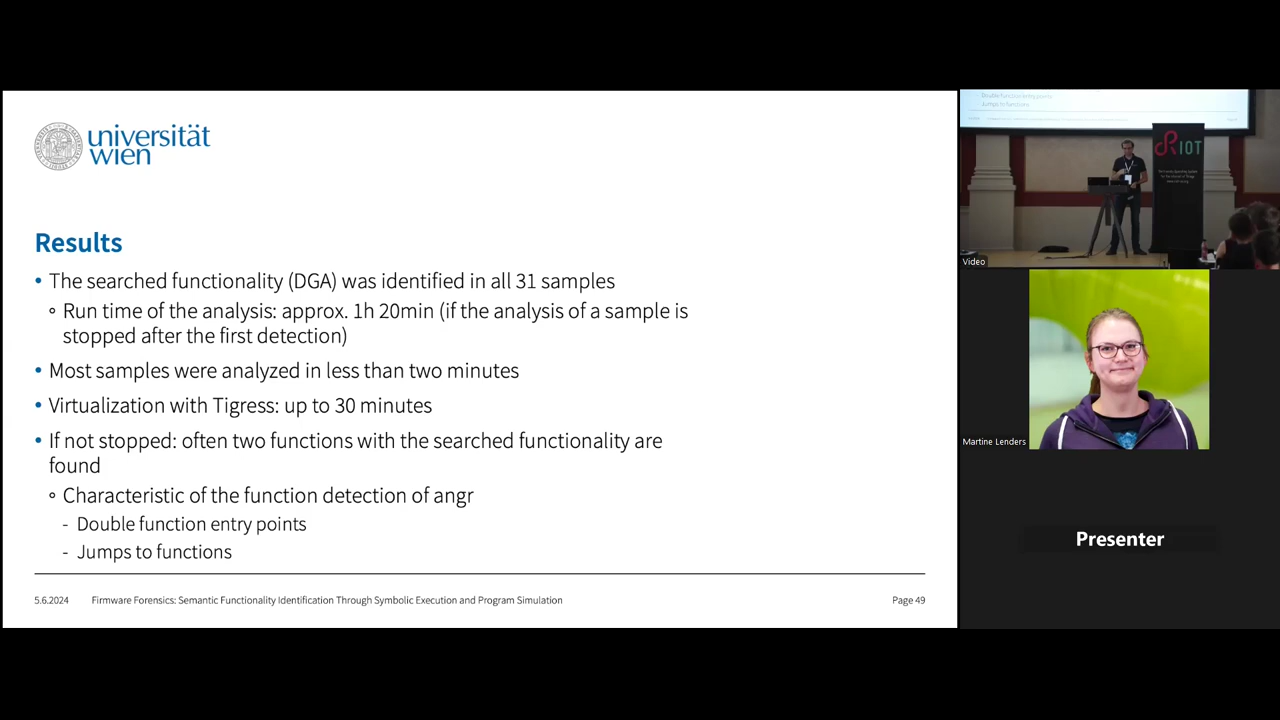 universität
wien
Results
• The searched functionality (DGA) was identified in all 31 samples
∘ Run time of the analysis: approx. 1h 20min (if the analysis of a sample is
stopped after the first detection)
• Most samples were analyzed in less than two minutes
• Virtualization with Tigress: up to 30 minutes
• If not stopped: often two functions with the searched functionality are
found
∘ Characteristic of the function detection of angr
- Double function entry points
- Jumps to functions
5.6.2024 Firmware Forensics: Semantic Functionality Identification Through Symbolic Execution and Program Simulation Page 49
Jumps to functions
RIOT
Video
Martine Lenders
Presenter